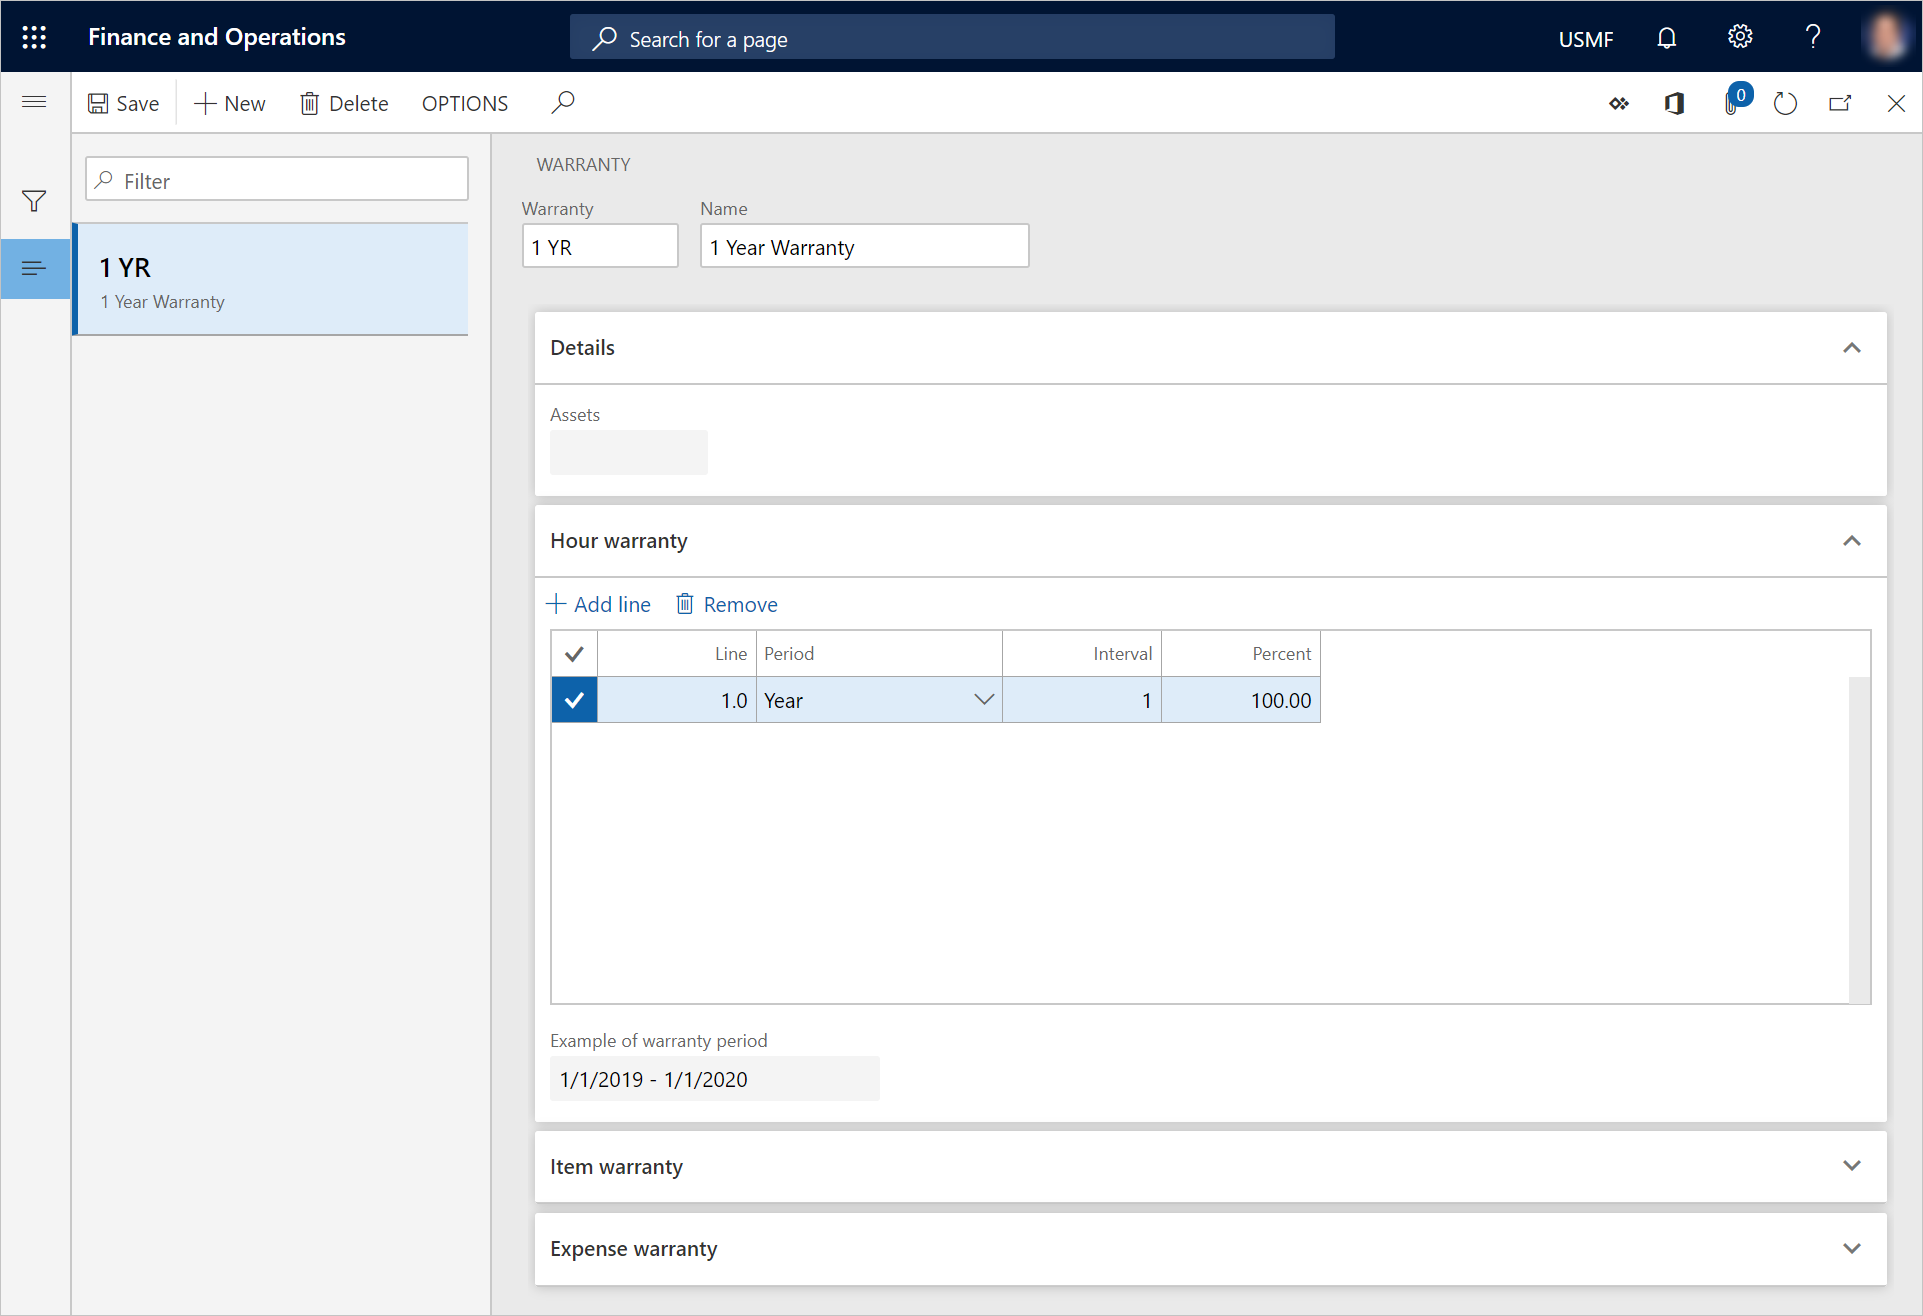 Finance and Operations
Search for a page
USMF
Save
New
Delete
OPTIONS
0
Filter
1 YR
1 Year Warranty
WARRANTY
Warranty
Name
1 YR
1 Year Warranty
Details
Assets
Hour warranty
Add line
Remove
Line Period Interval Percent
1.0 Year 1 100.00
Example of warranty period
1/1/2019 - 1/1/2020
Item warranty
Expense warranty